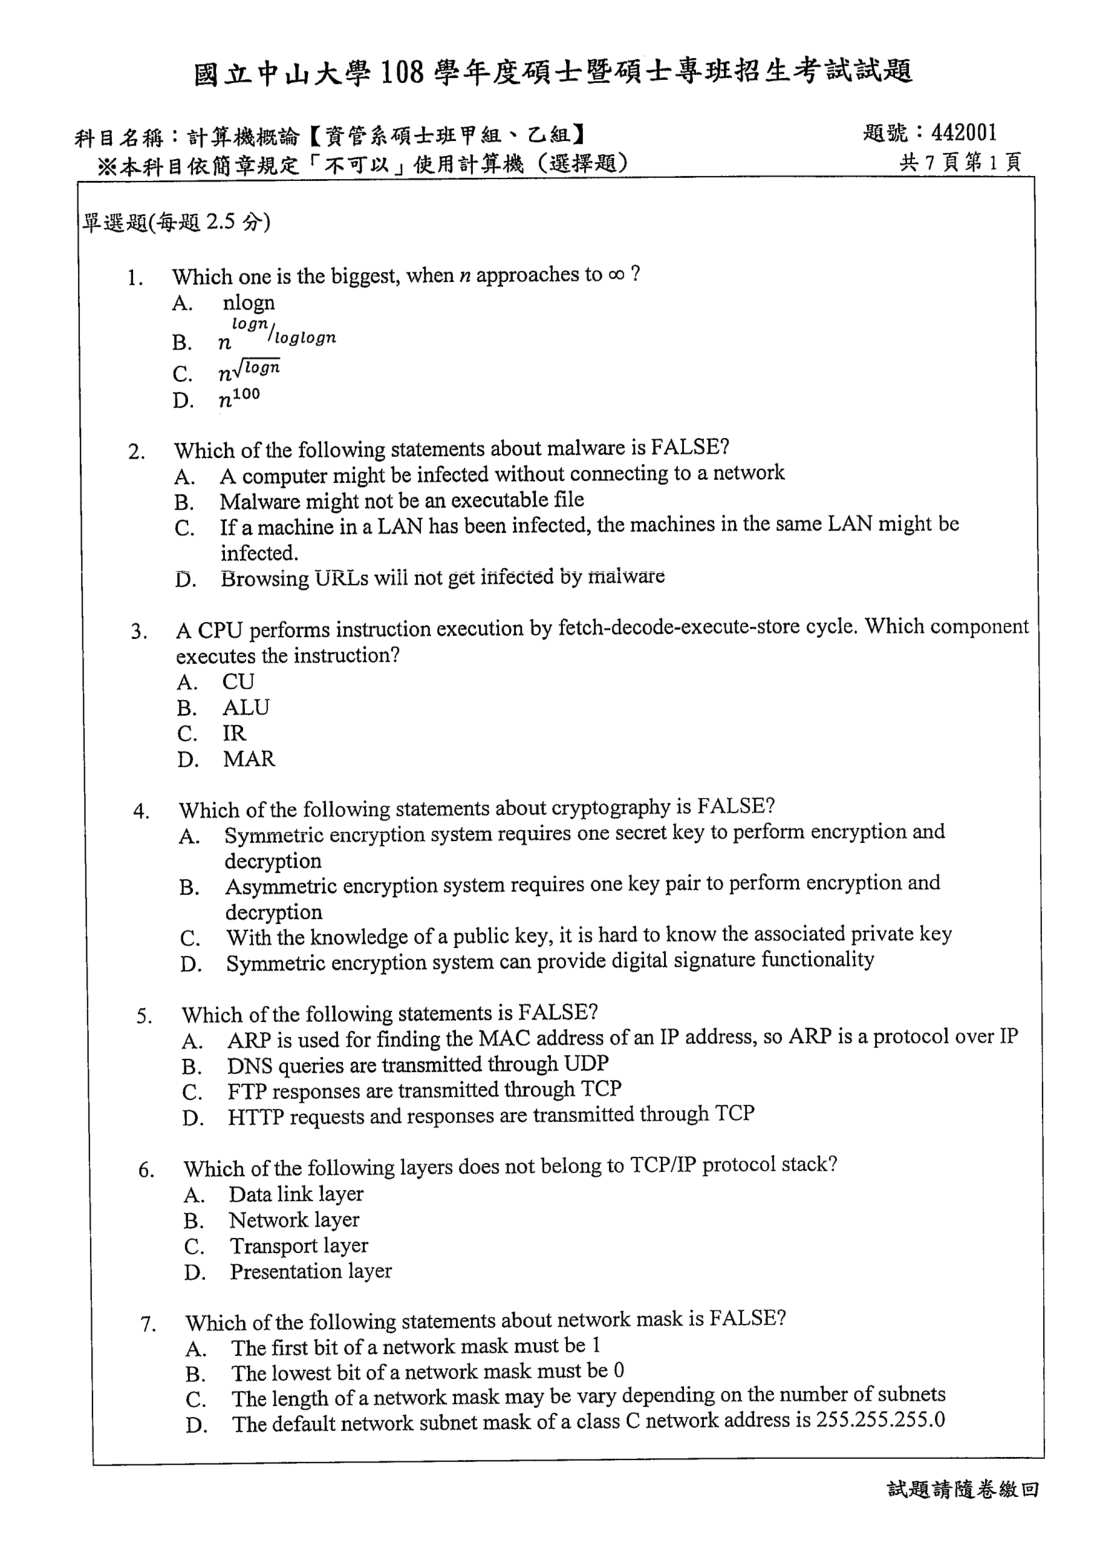 國立中山大學 108 學年度碩士暨碩士專班招生考試試題
科目名稱：計算機概論【資管系碩士班甲組、乙組】
題號：442001
※本科目依簡章規定「不可以」使用計算機（選擇題）
共 7 頁第 1 頁
單選題(每題 2.5 分)
1. Which one is the biggest, when n approaches to ∞ ?
A. nlogn
B. n^{logn/loglogn}
C. n^{√logn}
D. n^{100}
2. Which of the following statements about malware is FALSE?
A. A computer might be infected without connecting to a network
B. Malware might not be an executable file
C. If a machine in a LAN has been infected, the machines in the same LAN might be
infected.
D. Browsing URLs will not get infected by malware
3. A CPU performs instruction execution by fetch-decode-execute-store cycle. Which component
executes the instruction?
A. CU
B. ALU
C. IR
D. MAR
4. Which of the following statements about cryptography is FALSE?
A. Symmetric encryption system requires one secret key to perform encryption and
decryption
B. Asymmetric encryption system requires one key pair to perform encryption and
decryption
C. With the knowledge of a public key, it is hard to know the associated private key
D. Symmetric encryption system can provide digital signature functionality
5. Which of the following statements is FALSE?
A. ARP is used for finding the MAC address of an IP address, so ARP is a protocol over IP
B. DNS queries are transmitted through UDP
C. FTP responses are transmitted through TCP
D. HTTP requests and responses are transmitted through TCP
6. Which of the following layers does not belong to TCP/IP protocol stack?
A. Data link layer
B. Network layer
C. Transport layer
D. Presentation layer
7. Which of the following statements about network mask is FALSE?
A. The first bit of a network mask must be 1
B. The lowest bit of a network mask must be 0
C. The length of a network mask may be vary depending on the number of subnets
D. The default network subnet mask of a class C network address is 255.255.255.0
試題請隨卷繳回